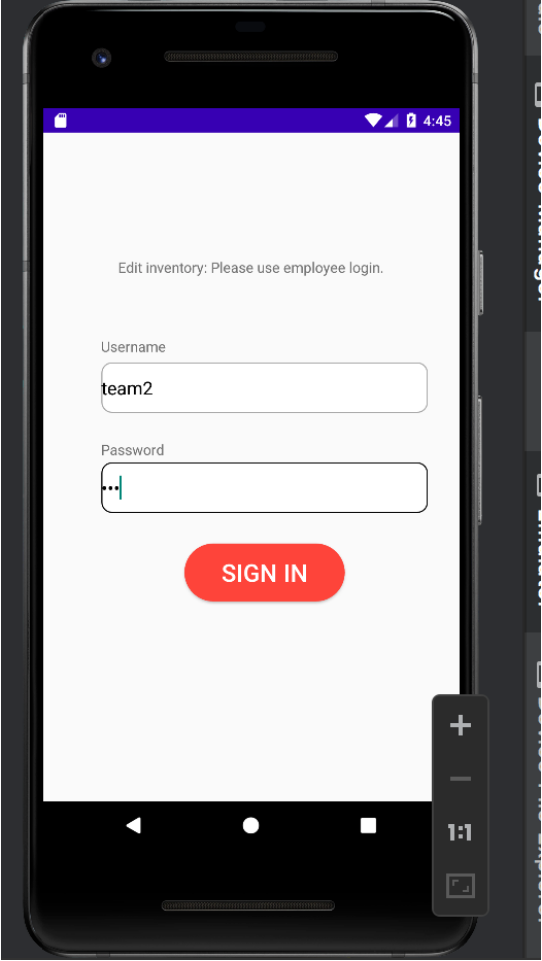 4:45
Edit inventory: Please use employee login.
Username
team2
Password
•••
SIGN IN
1:1